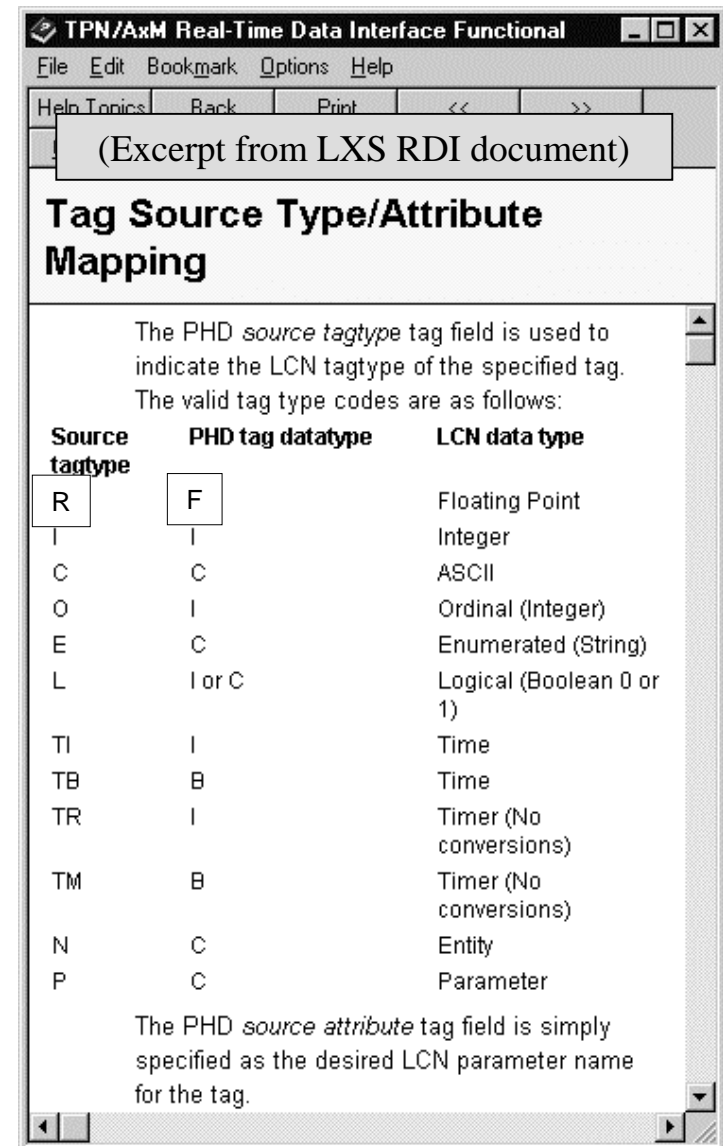 TPN/AxM Real-Time Data Interface Functional
File Edit Bookmark Options Help
Help Topics Back Print << >>
(Excerpt from LXS RDI document)
Tag Source Type/Attribute
Mapping
The PHD source tagtype tag field is used to
indicate the LCN tagtype of the specified tag.
The valid tag type codes are as follows:
Source PHD tag datatype LCN data type
tagtype
R F Floating Point
I I Integer
C C ASCII
O I Ordinal (Integer)
E C Enumerated (String)
L I or C Logical (Boolean 0 or
1)
TI I Time
TB B Time
TR I Timer (No
conversions)
TM B Timer (No
conversions)
N C Entity
P C Parameter
The PHD source attribute tag field is simply
specified as the desired LCN parameter name
for the tag.